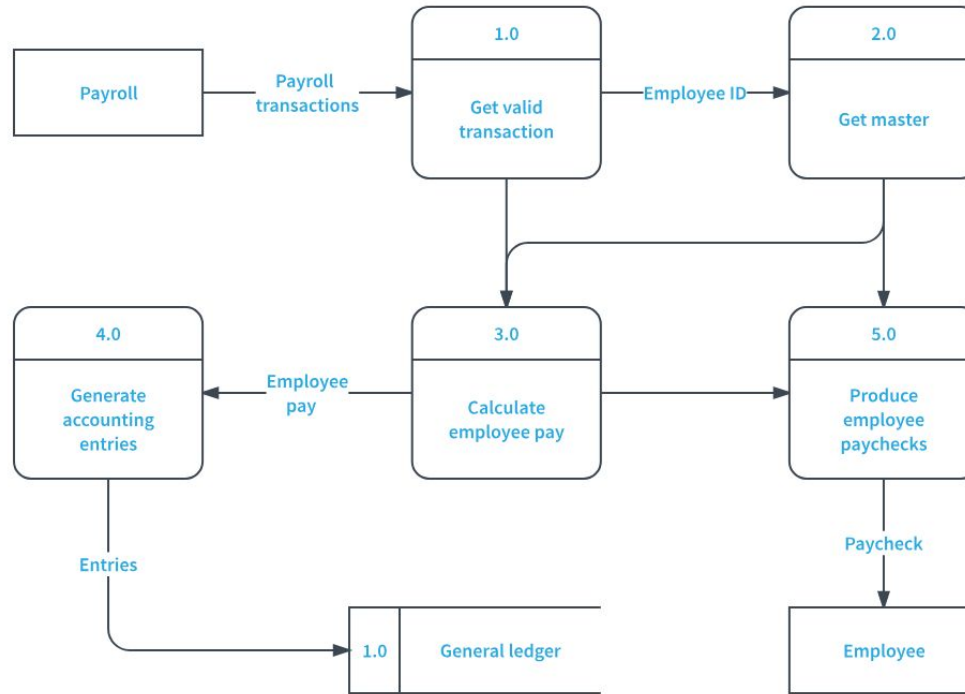 1.0
2.0
Payroll
Payroll
transactions
Get valid
transaction
Employee ID
Get master
4.0
3.0
5.0
Generate
accounting
entries
Employee
pay
Calculate
employee pay
Produce
employee
paychecks
Entries
Paycheck
1.0
General ledger
Employee